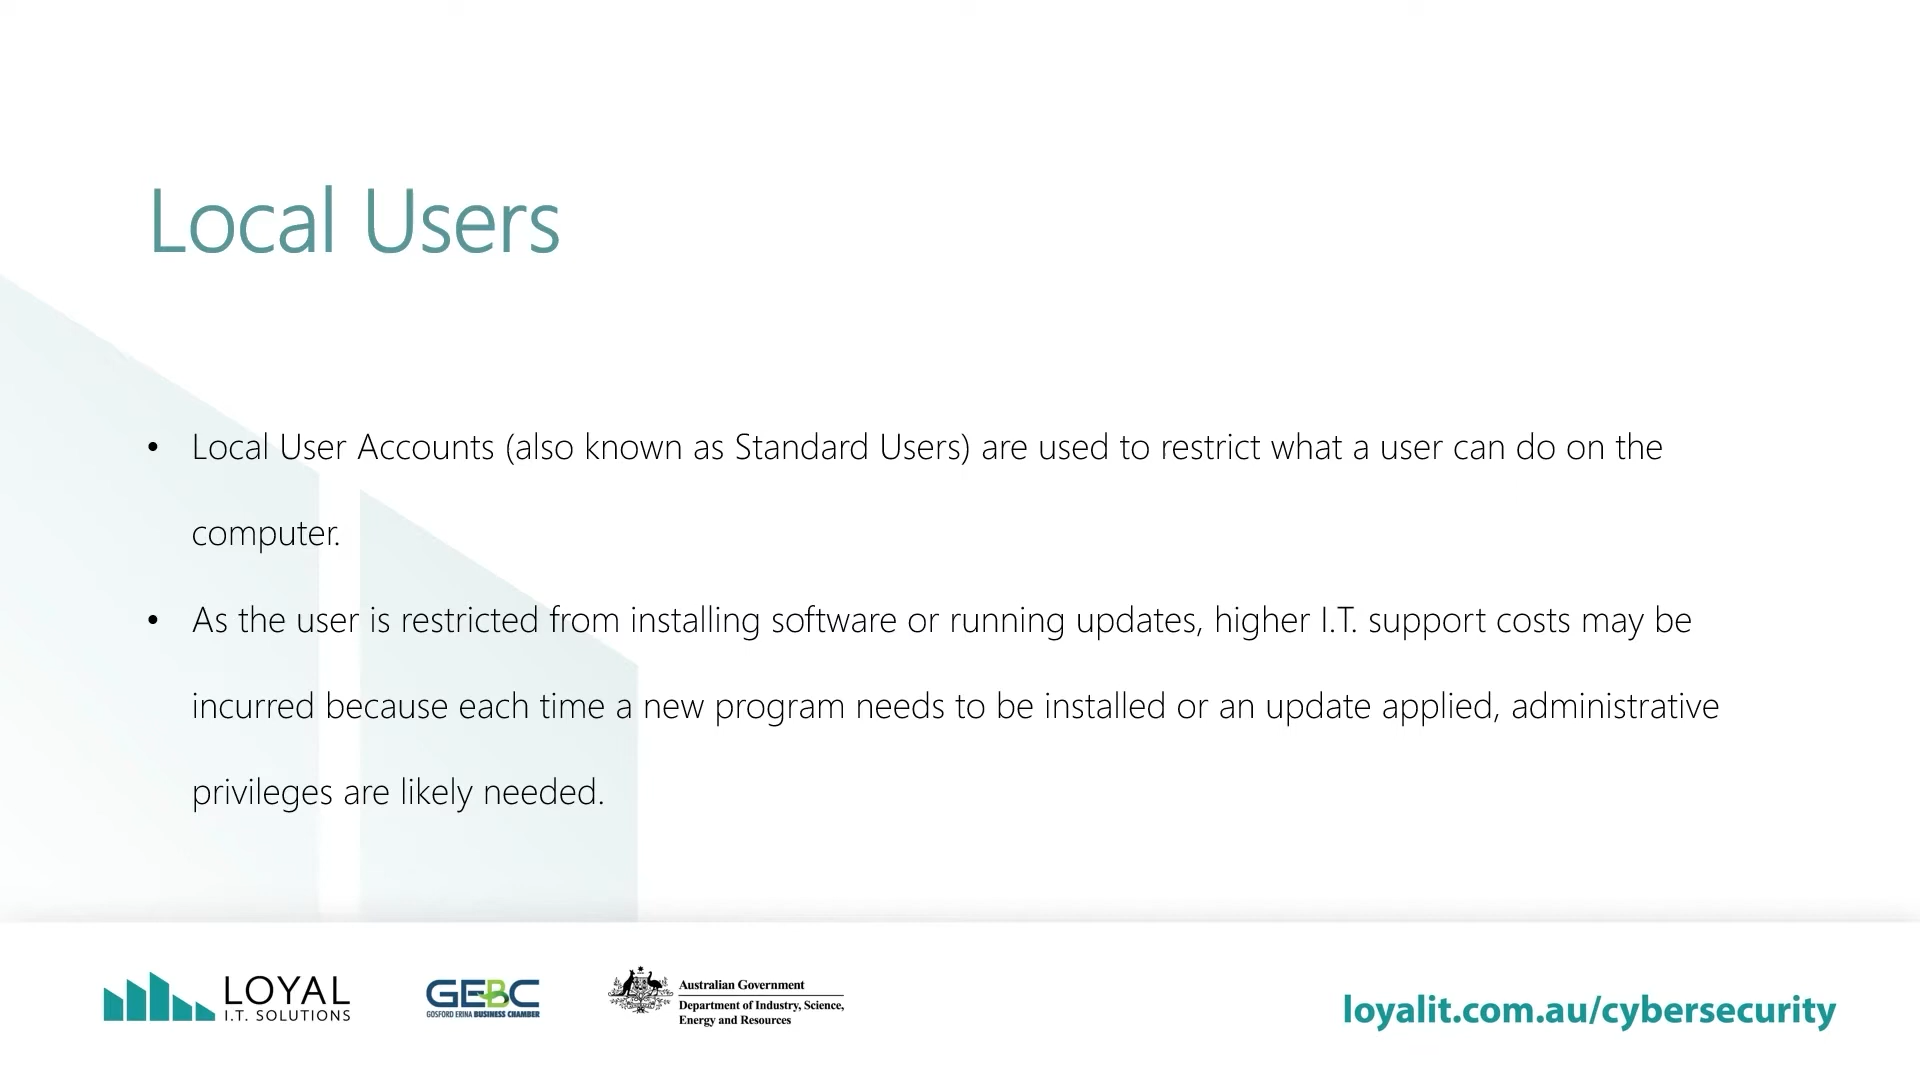 Local Users
• Local User Accounts (also known as Standard Users) are used to restrict what a user can do on the
computer.
• As the user is restricted from installing software or running updates, higher I.T. support costs may be
incurred because each time a new program needs to be installed or an update applied, administrative
privileges are likely needed.
LOYAL
I.T. SOLUTIONS
GEBC
GOSFORD ERINA BUSINESS CHAMBER
Australian Government
Department of Industry, Science,
Energy and Resources
loyalit.com.au/cybersecurity